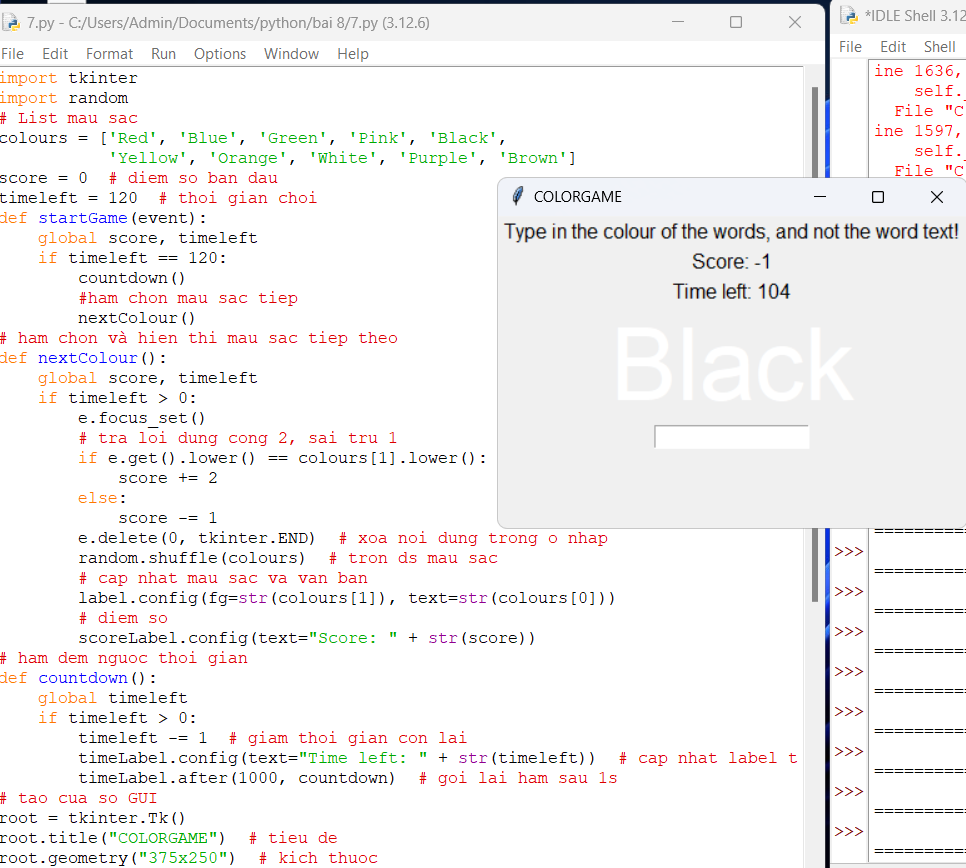 7.py - C:/Users/Admin/Documents/python/bai 8/7.py (3.12.6)
File Edit Format Run Options Window Help
import tkinter
import random
# List mau sac
colours = ['Red', 'Blue', 'Green', 'Pink', 'Black',
'Yellow', 'Orange', 'White', 'Purple', 'Brown']
score = 0  # diem so ban dau
timeleft = 120  # thoi gian choi
def startGame(event):
    global score, timeleft
    if timeleft == 120:
        countdown()
        #ham chon mau sac tiep
        nextColour()
# ham chon và hien thi mau sac tiep theo
def nextColour():
    global score, timeleft
    if timeleft > 0:
        e.focus_set()
        # tra loi dung cong 2, sai tru 1
        if e.get().lower() == colours[1].lower():
            score += 2
        else:
            score -= 1
        e.delete(0, tkinter.END)  # xoa noi dung trong o nhap
        random.shuffle(colours)  # tron ds mau sac
        # cap nhat mau sac va van ban
        label.config(fg=str(colours[1]), text=str(colours[0]))
        # diem so
        scoreLabel.config(text="Score: " + str(score))
# ham dem nguoc thoi gian
def countdown():
    global timeleft
    if timeleft > 0:
        timeleft -= 1  # giam thoi gian con lai
        timeLabel.config(text="Time left: " + str(timeleft))  # cap nhat label t
        timeLabel.after(1000, countdown)  # goi lai ham sau 1s
# tao cua so GUI
root = tkinter.Tk()
root.title("COLORGAME")  # tieu de
root.geometry("375x250")  # kich thuoc
COLORGAME
Type in the colour of the words, and not the word text!
Score: -1
Time left: 104
Black
*IDLE Shell 3.12
File Edit Shell
ine 1636,
self.
File "C
ine 1597,
self.
File "C
==========
>>>
==========
>>>
==========
>>>
==========
>>>
==========
>>>
==========
>>>
==========
>>>
==========
>>>
==========